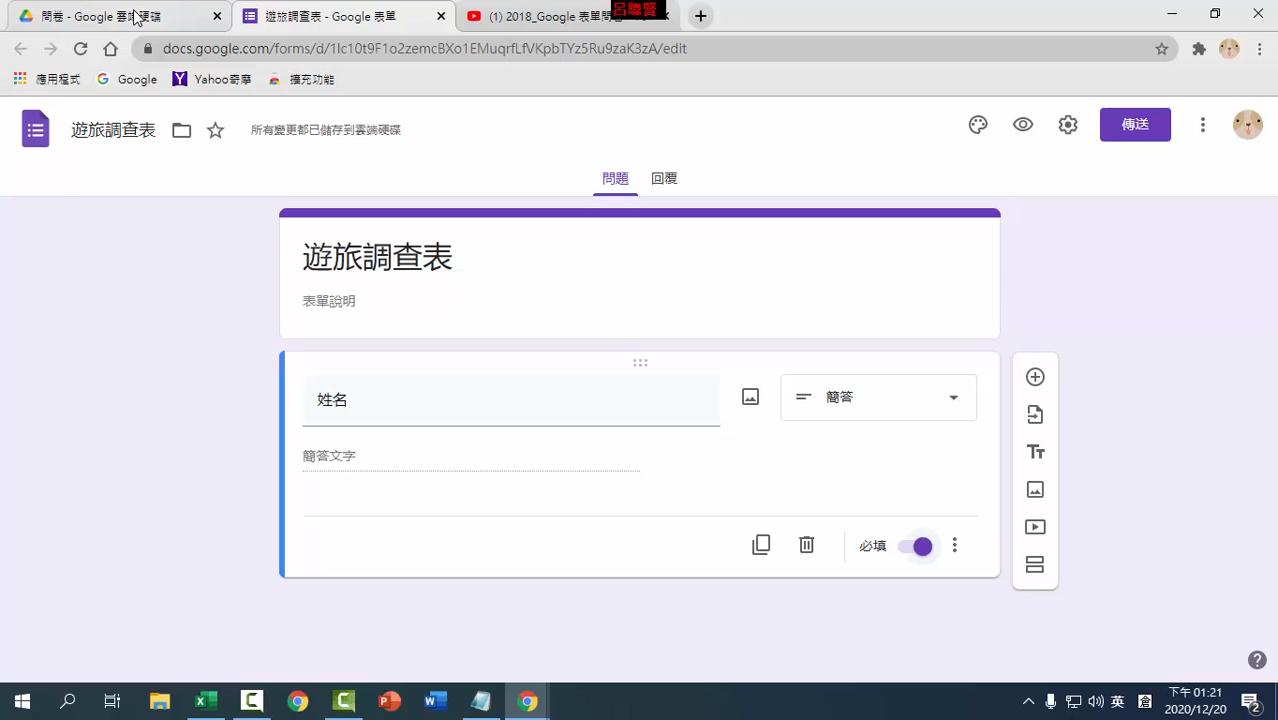 問卷 - Google 雲端硬碟
遊旅調查表 - Google 表單
(1) 2018_Google 表單問
呂聰賢
docs.google.com/forms/d/1Ic10t9F1o2zemcBXo1EMuqrfLfVKpbTYz5Ru9zaK3zA/edit
應用程式
Google
Yahoo奇摩
擴充功能
遊旅調查表
所有變更都已儲存到雲端硬碟
傳送
問題
回覆
遊旅調查表
表單說明
姓名
簡答
簡答文字
必填
英
下午 01:21
2020/12/20
2